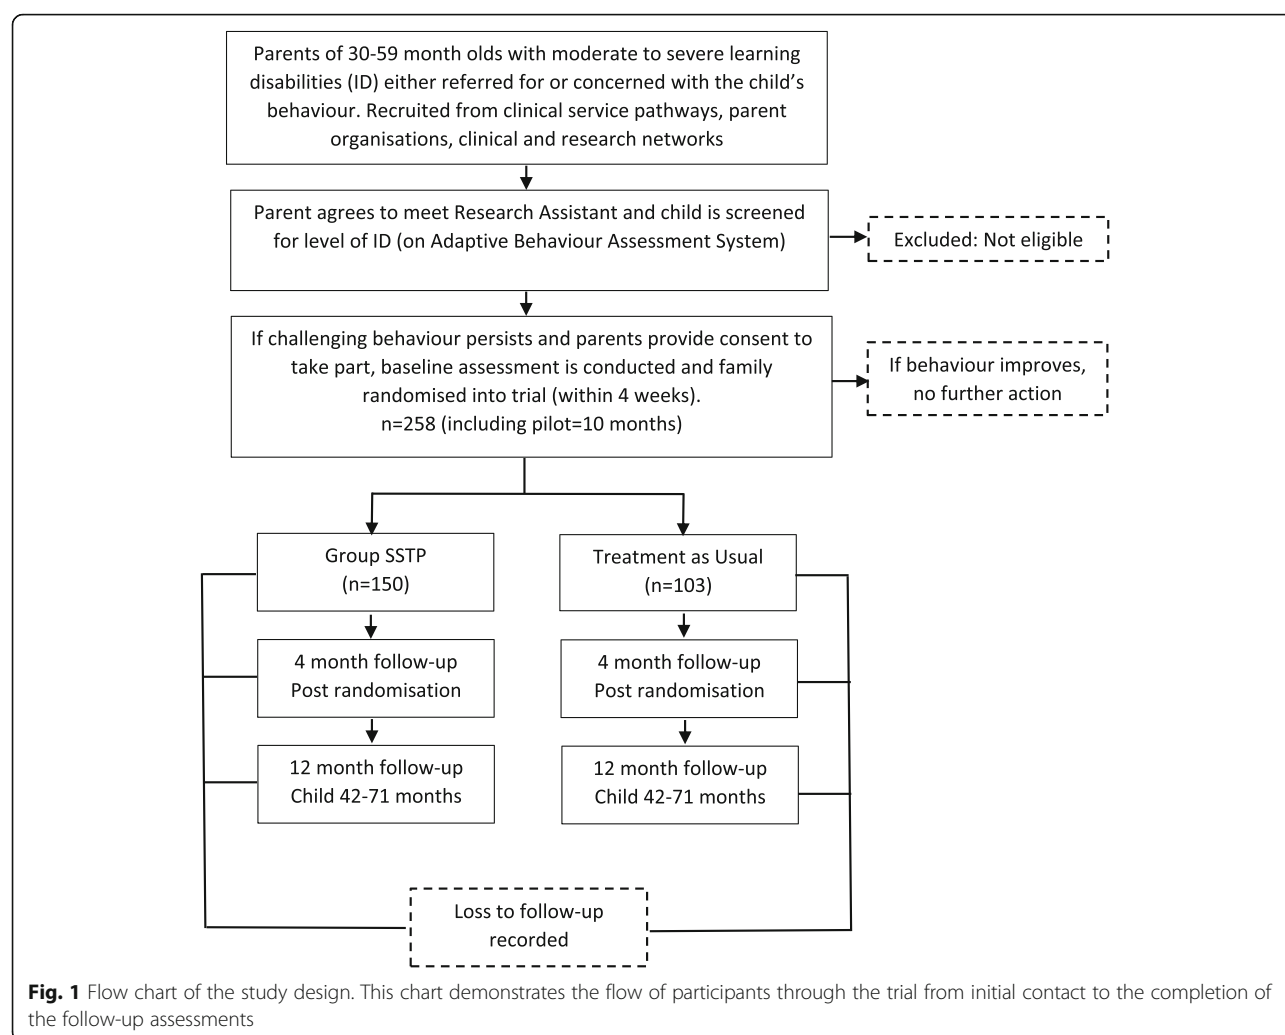 Parents of 30-59 month olds with moderate to severe learning
disabilities (ID) either referred for or concerned with the child's
behaviour. Recruited from clinical service pathways, parent
organisations, clinical and research networks
Parent agrees to meet Research Assistant and child is screened
for level of ID (on Adaptive Behaviour Assessment System)
Excluded: Not eligible
If challenging behaviour persists and parents provide consent to
take part, baseline assessment is conducted and family
randomised into trial (within 4 weeks).
n=258 (including pilot=10 months)
If behaviour improves,
no further action
Group SSTP
(n=150)
Treatment as Usual
(n=103)
4 month follow-up
Post randomisation
4 month follow-up
Post randomisation
12 month follow-up
Child 42-71 months
12 month follow-up
Child 42-71 months
Loss to follow-up
recorded
Fig. 1 Flow chart of the study design. This chart demonstrates the flow of participants through the trial from initial contact to the completion of
the follow-up assessments